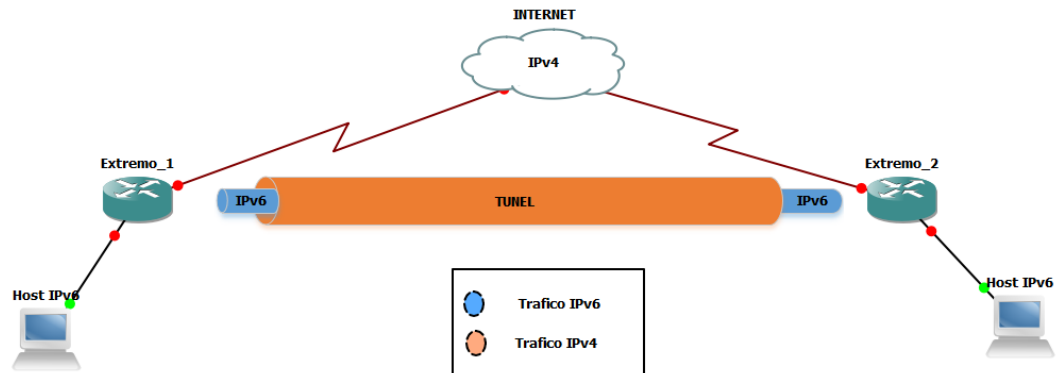 INTERNET
IPv4
Extremo_1
Extremo_2
IPv6
TUNEL
IPv6
Host IPv6
Host IPv6
Trafico IPv6
Trafico IPv4